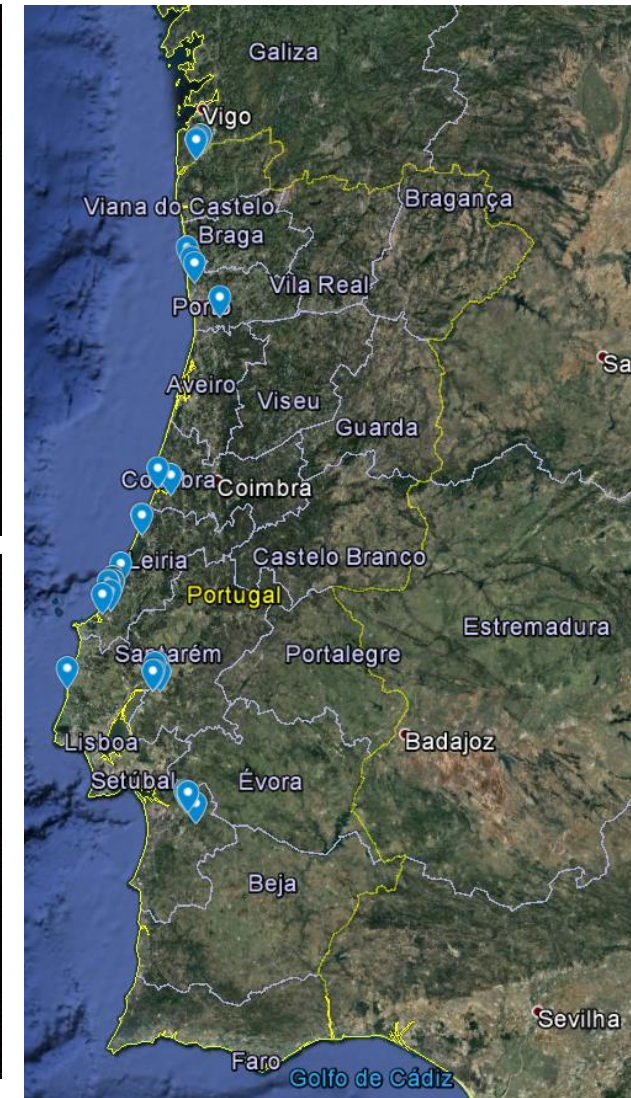 Galiza
Vigo
Viana do Castelo
Bragança
Braga
Vila Real
Porto
Sa
Aveiro
Viseu
Guarda
Coimbra
Coimbra
Leiria
Castelo Branco
Portugal
Estremadura
Santarém
Portalegre
Lisboa
Badajoz
Setúbal
Évora
Beja
Sevilha
Faro
Golfo de Cádiz